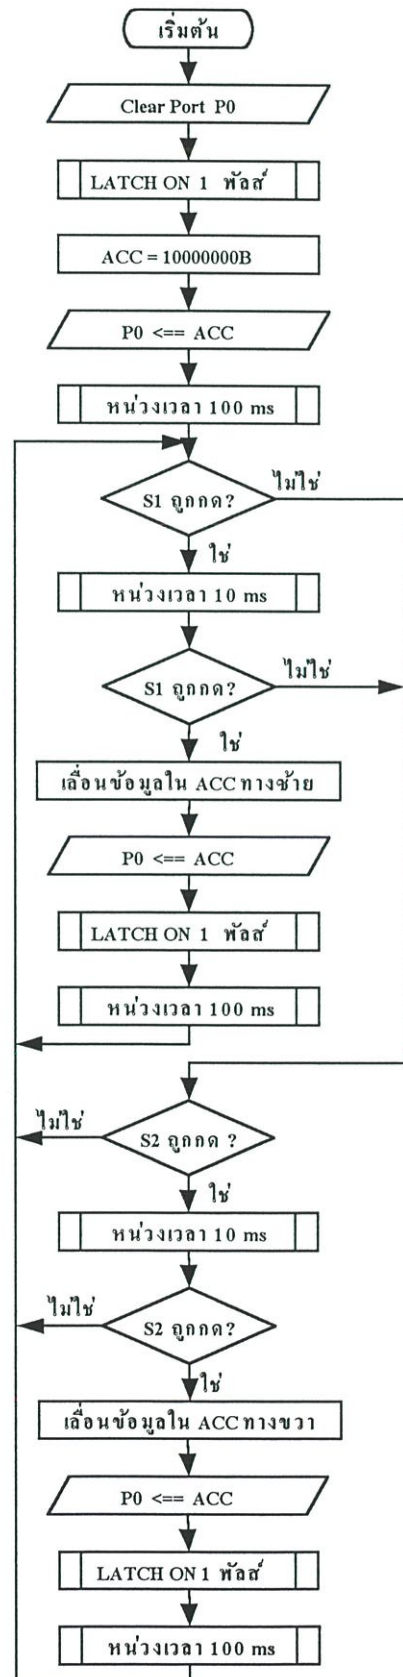 เริ่มต้น
Clear Port P0
LATCH ON 1 พัลส์
ACC = 10000000B
P0 <== ACC
หน่วงเวลา 100 ms
S1 ถูกกด?
ไม่ใช่
ใช่
หน่วงเวลา 10 ms
S1 ถูกกด?
ไม่ใช่
ใช่
เลื่อนข้อมูลใน ACC ทางซ้าย
P0 <== ACC
LATCH ON 1 พัลส์
หน่วงเวลา 100 ms
ไม่ใช่
S2 ถูกกด ?
ใช่
หน่วงเวลา 10 ms
ไม่ใช่
S2 ถูกกด?
ใช่
เลื่อนข้อมูลใน ACC ทางขวา
P0 <== ACC
LATCH ON 1 พัลส์
หน่วงเวลา 100 ms